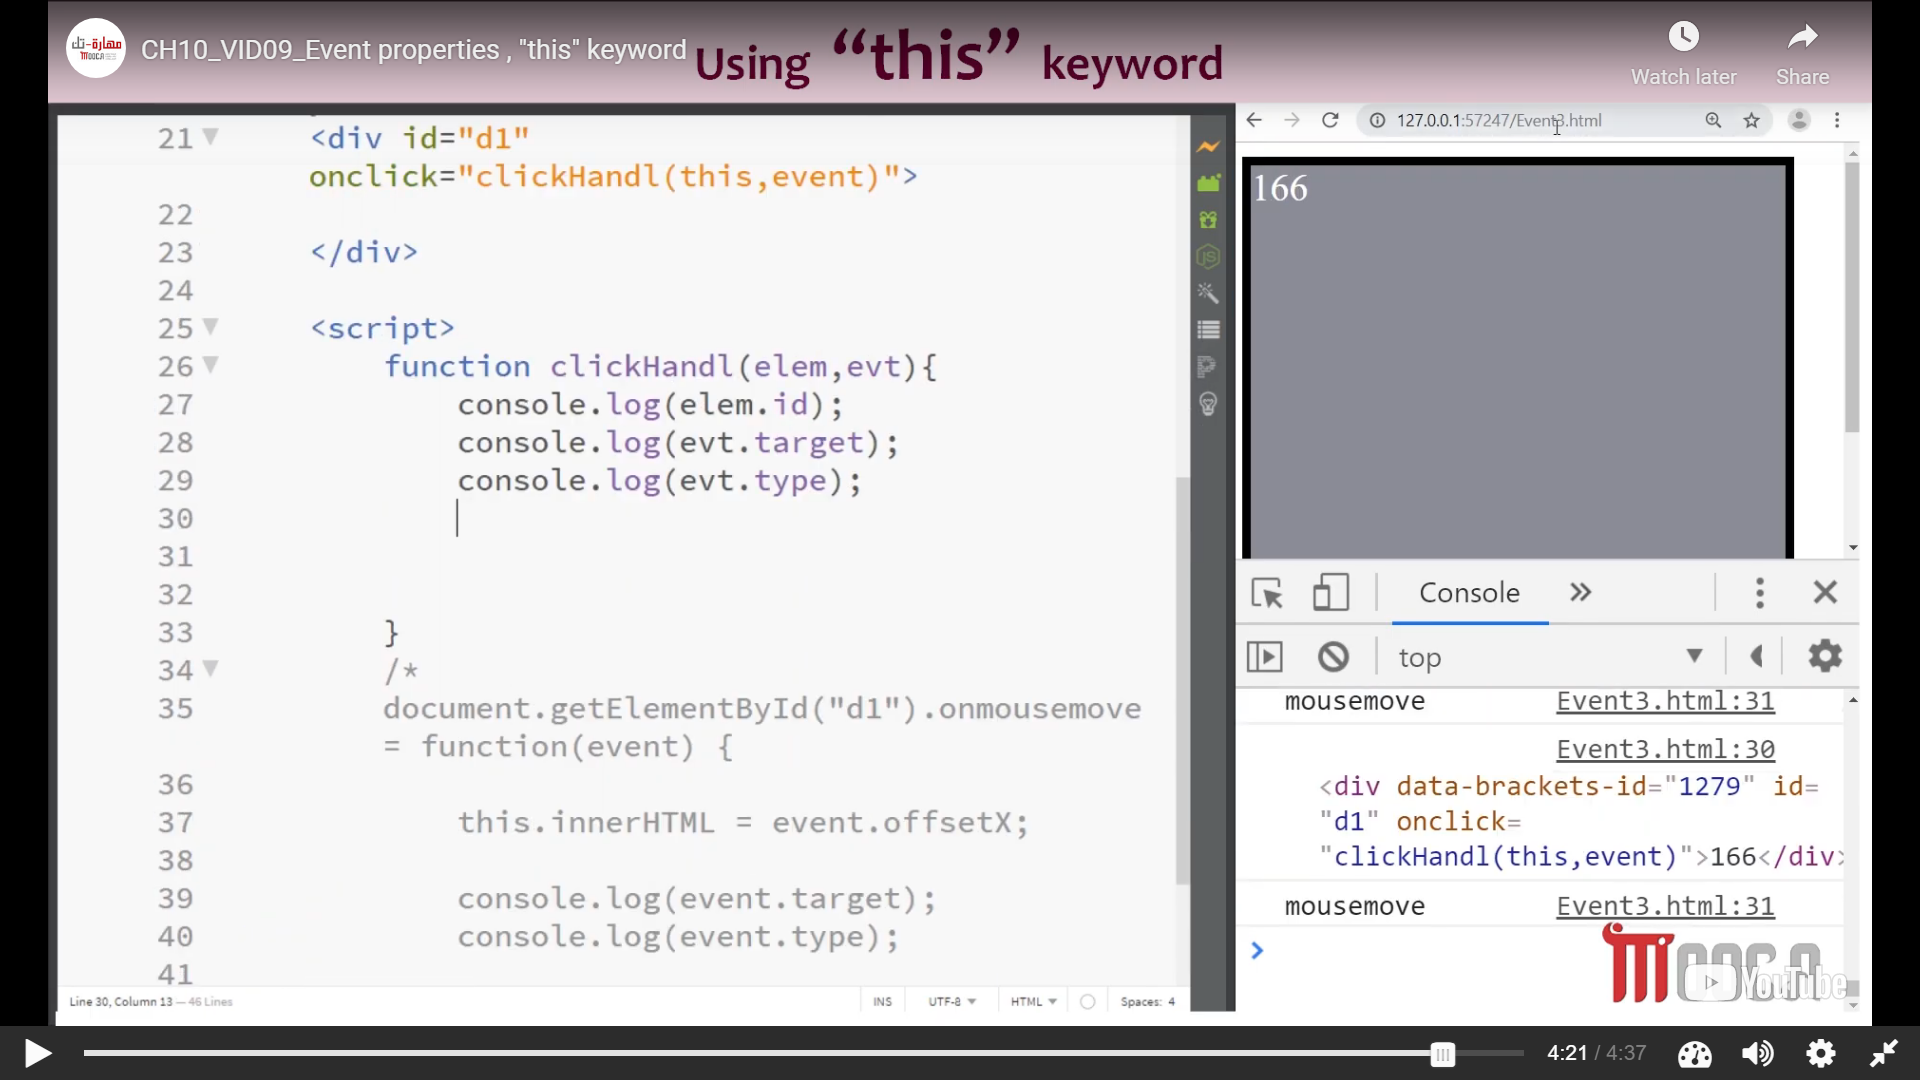 CH10_VID09_Event properties , "this" keyword
Using “this” keyword
Watch later
Share
مهارة-تك
MOOCA
21 <div id="d1"
onclick="clickHandl(this,event)">
22
23 </div>
24
25 <script>
26 function clickHandl(elem,evt){
27 console.log(elem.id);
28 console.log(evt.target);
29 console.log(evt.type);
30
31
32
33 }
34 /*
35 document.getElementById("d1").onmousemove
= function(event) {
36
37 this.innerHTML = event.offsetX;
38
39 console.log(event.target);
40 console.log(event.type);
41
Line 30, Column 13 — 46 Lines
INS
UTF-8
HTML
Spaces: 4
127.0.0.1:57247/Event3.html
166
Console
top
mousemove Event3.html:31
Event3.html:30
<div data-brackets-id="1279" id=
"d1" onclick=
"clickHandl(this,event)">166</div>
mousemove Event3.html:31
MOOCA
YouTube
4:21 / 4:37